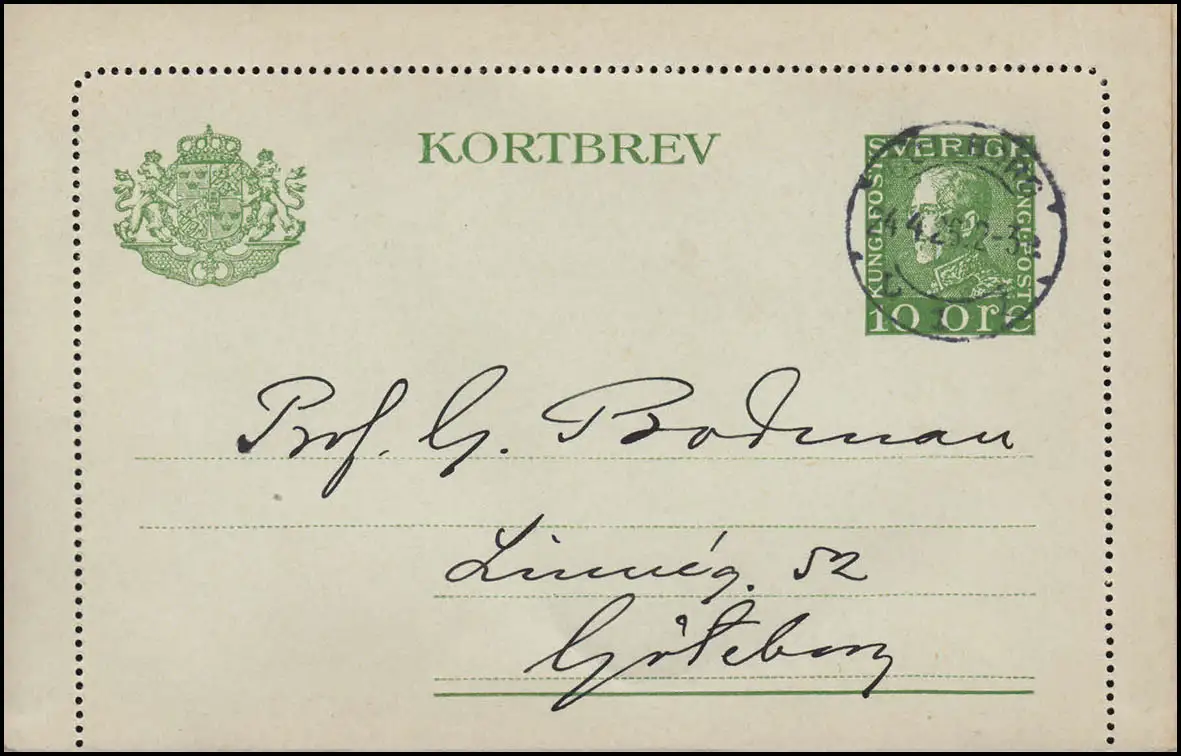 KORTBREV
SVERIGE
KUNGL. POST
KUNGL. POST
10 ÖRE
Prof. G. Bodman
Linnég. 52
Göteborg